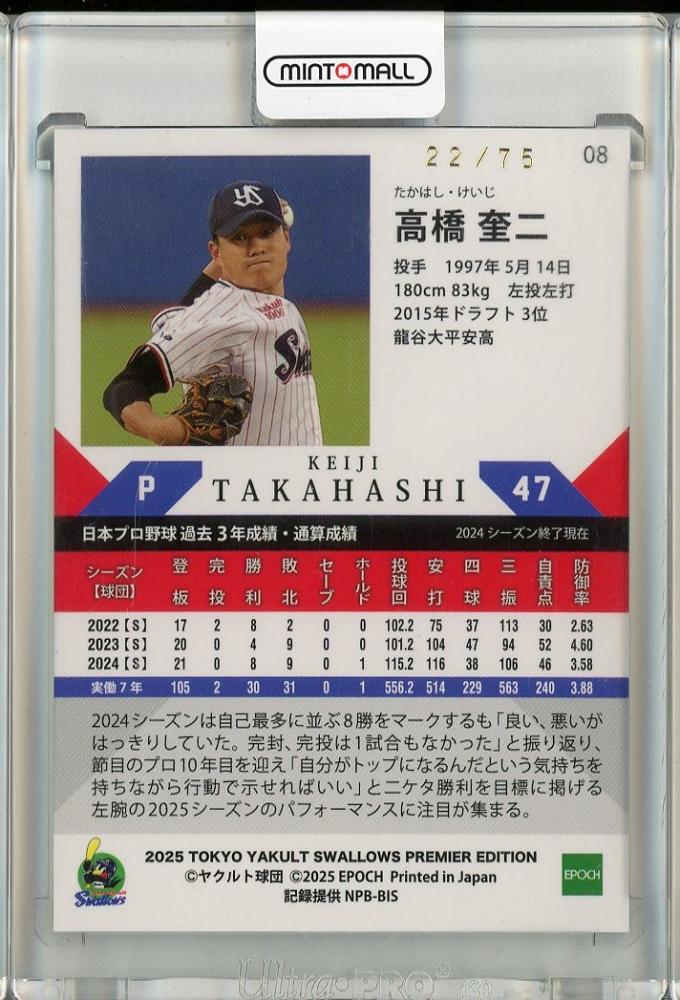 MINT MALL
22/75
08
たかはし・けいじ
高橋 奎二
投手 1997年5月14日
180cm 83kg 左投左打
2015年ドラフト3位
龍谷大平安高
YS
Yakult
1000
KEIJI
P TAKAHASHI 47
日本プロ野球 過去3年成績・通算成績 2024シーズン終了現在
シーズン【球団】 登板 完投 勝利 敗北 セーブ ホールド 投球回 安打 四球 三振 自責点 防御率
2022【S】 17 2 8 2 0 0 102.2 75 37 113 30 2.63
2023【S】 20 0 4 9 0 0 101.2 104 47 94 52 4.60
2024【S】 21 0 8 9 0 1 115.2 116 38 106 46 3.58
実働7年 105 2 30 31 0 1 556.2 514 229 563 240 3.88
2024シーズンは自己最多に並ぶ8勝をマークするも「良い、悪いが
はっきりしていた。完封、完投は1試合もなかった」と振り返り、
節目のプロ10年目を迎え「自分がトップになるんだという気持ちを
持ちながら行動で示せればいい」と二ケタ勝利を目標に掲げる
左腕の2025シーズンのパフォーマンスに注目が集まる。
2025 TOKYO YAKULT SWALLOWS PREMIER EDITION
©ヤクルト球団 ©2025 EPOCH Printed in Japan
記録提供 NPB-BIS
Swallows
EPOCH
Ultra•PRO® 130